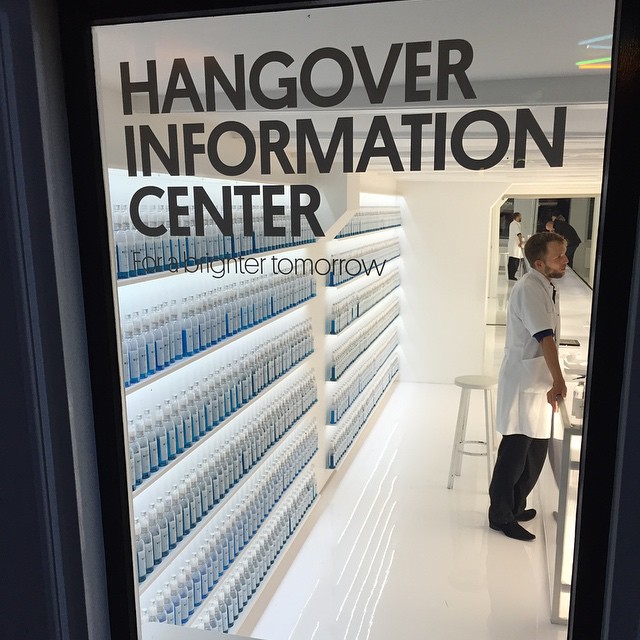 HANGOVER
INFORMATION
CENTER
For a brighter tomorrow